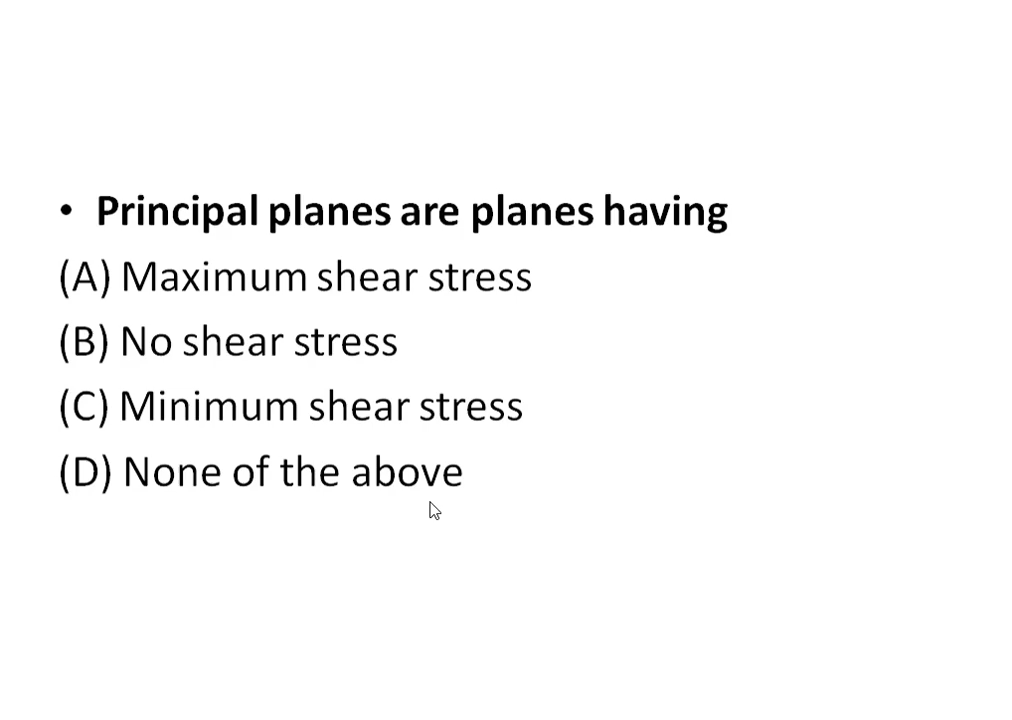 • Principal planes are planes having
(A) Maximum shear stress
(B) No shear stress
(C) Minimum shear stress
(D) None of the above